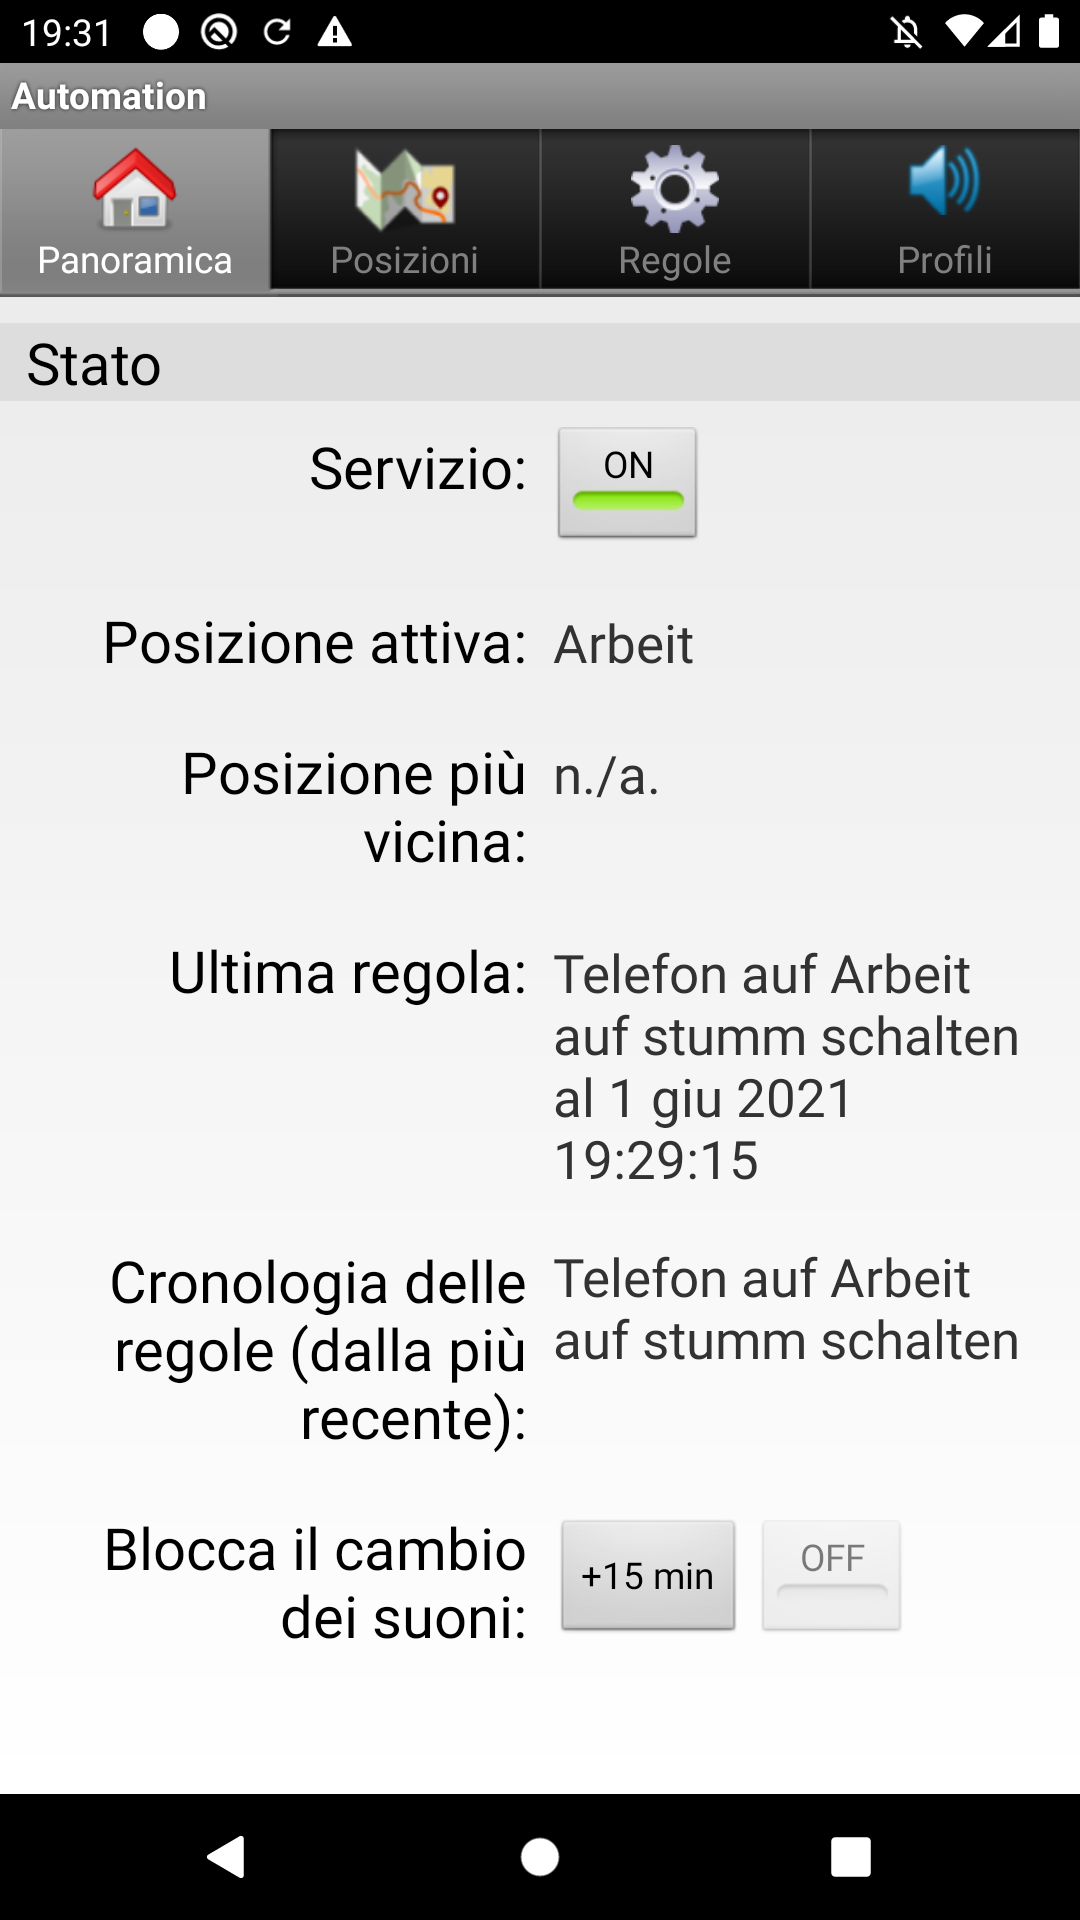 19:31
Automation
Panoramica
Posizioni
Regole
Profili
Stato
Servizio:
ON
Posizione attiva:
Arbeit
Posizione più
vicina:
n./a.
Ultima regola:
Telefon auf Arbeit
auf stumm schalten
al 1 giu 2021
19:29:15
Cronologia delle
regole (dalla più
recente):
Telefon auf Arbeit
auf stumm schalten
Blocca il cambio
dei suoni:
+15 min
OFF